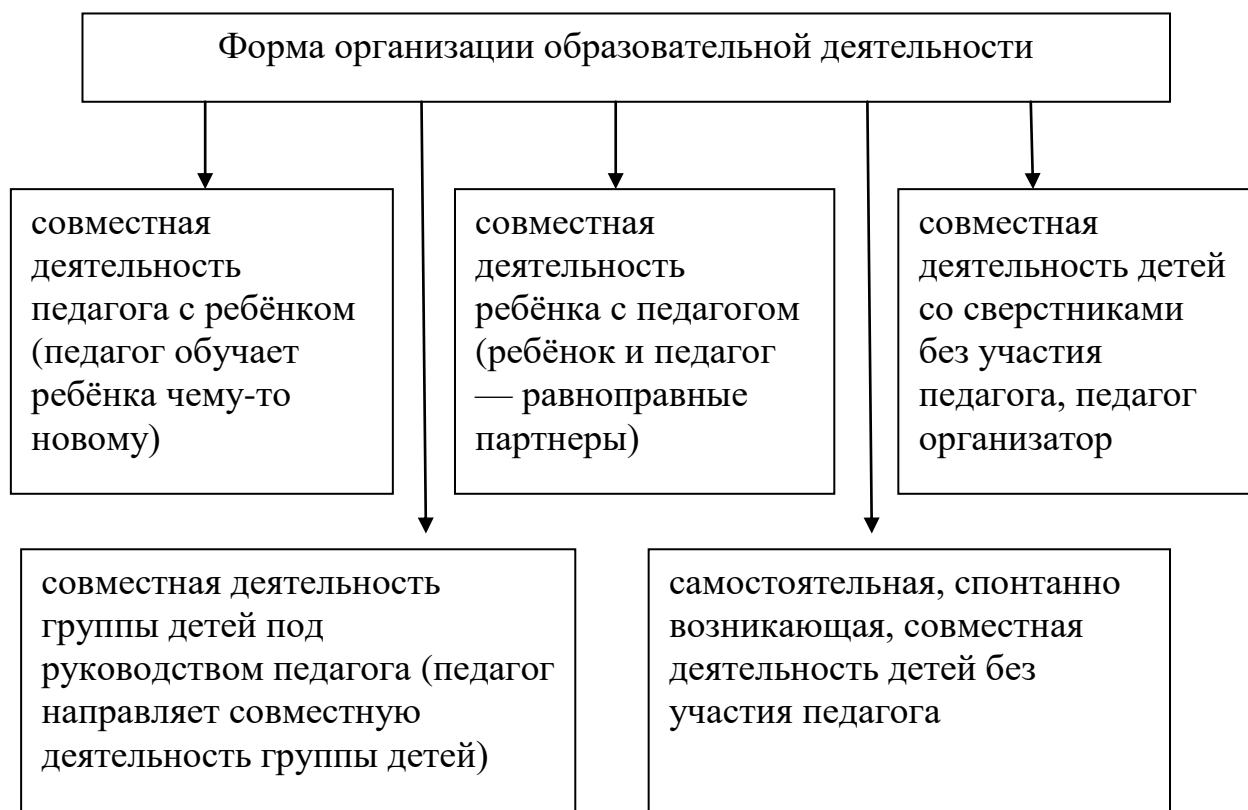 Форма организации образовательной деятельности
совместная
деятельность
педагога с ребёнком
(педагог обучает
ребёнка чему-то
новому)
совместная
деятельность
ребёнка с педагогом
(ребёнок и педагог
— равноправные
партнеры)
совместная
деятельность детей
со сверстниками
без участия
педагога, педагог
организатор
совместная деятельность
группы детей под
руководством педагога (педагог
направляет совместную
деятельность группы детей)
самостоятельная, спонтанно
возникающая, совместная
деятельность детей без
участия педагога